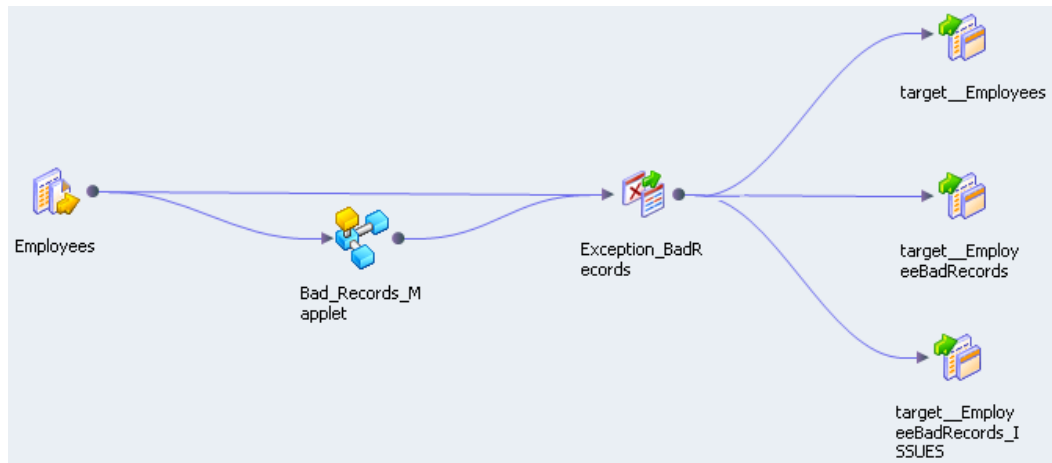 target__Employees
Employees
Bad_Records_M
applet
Exception_BadR
ecords
target__Employ
eeBadRecords
target__Employ
eeBadRecords_I
SSUES